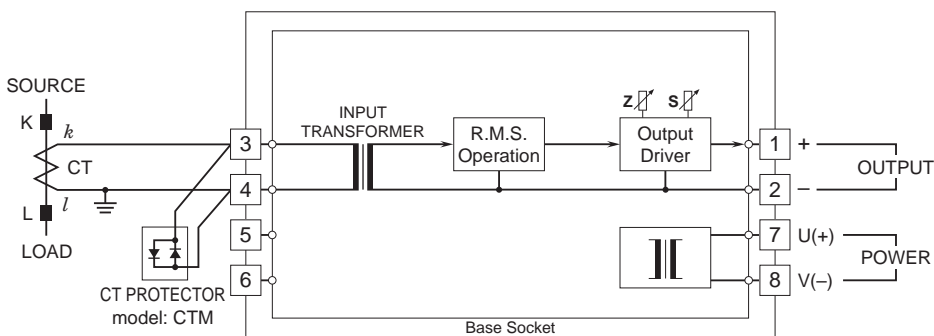 SOURCE
K
k
CT
l
L
LOAD
CT PROTECTOR
model: CTM
3
4
5
6
INPUT
TRANSFORMER
R.M.S.
Operation
Z
S
Output
Driver
1 +
2 –
OUTPUT
7 U(+)
8 V(–)
POWER
Base Socket